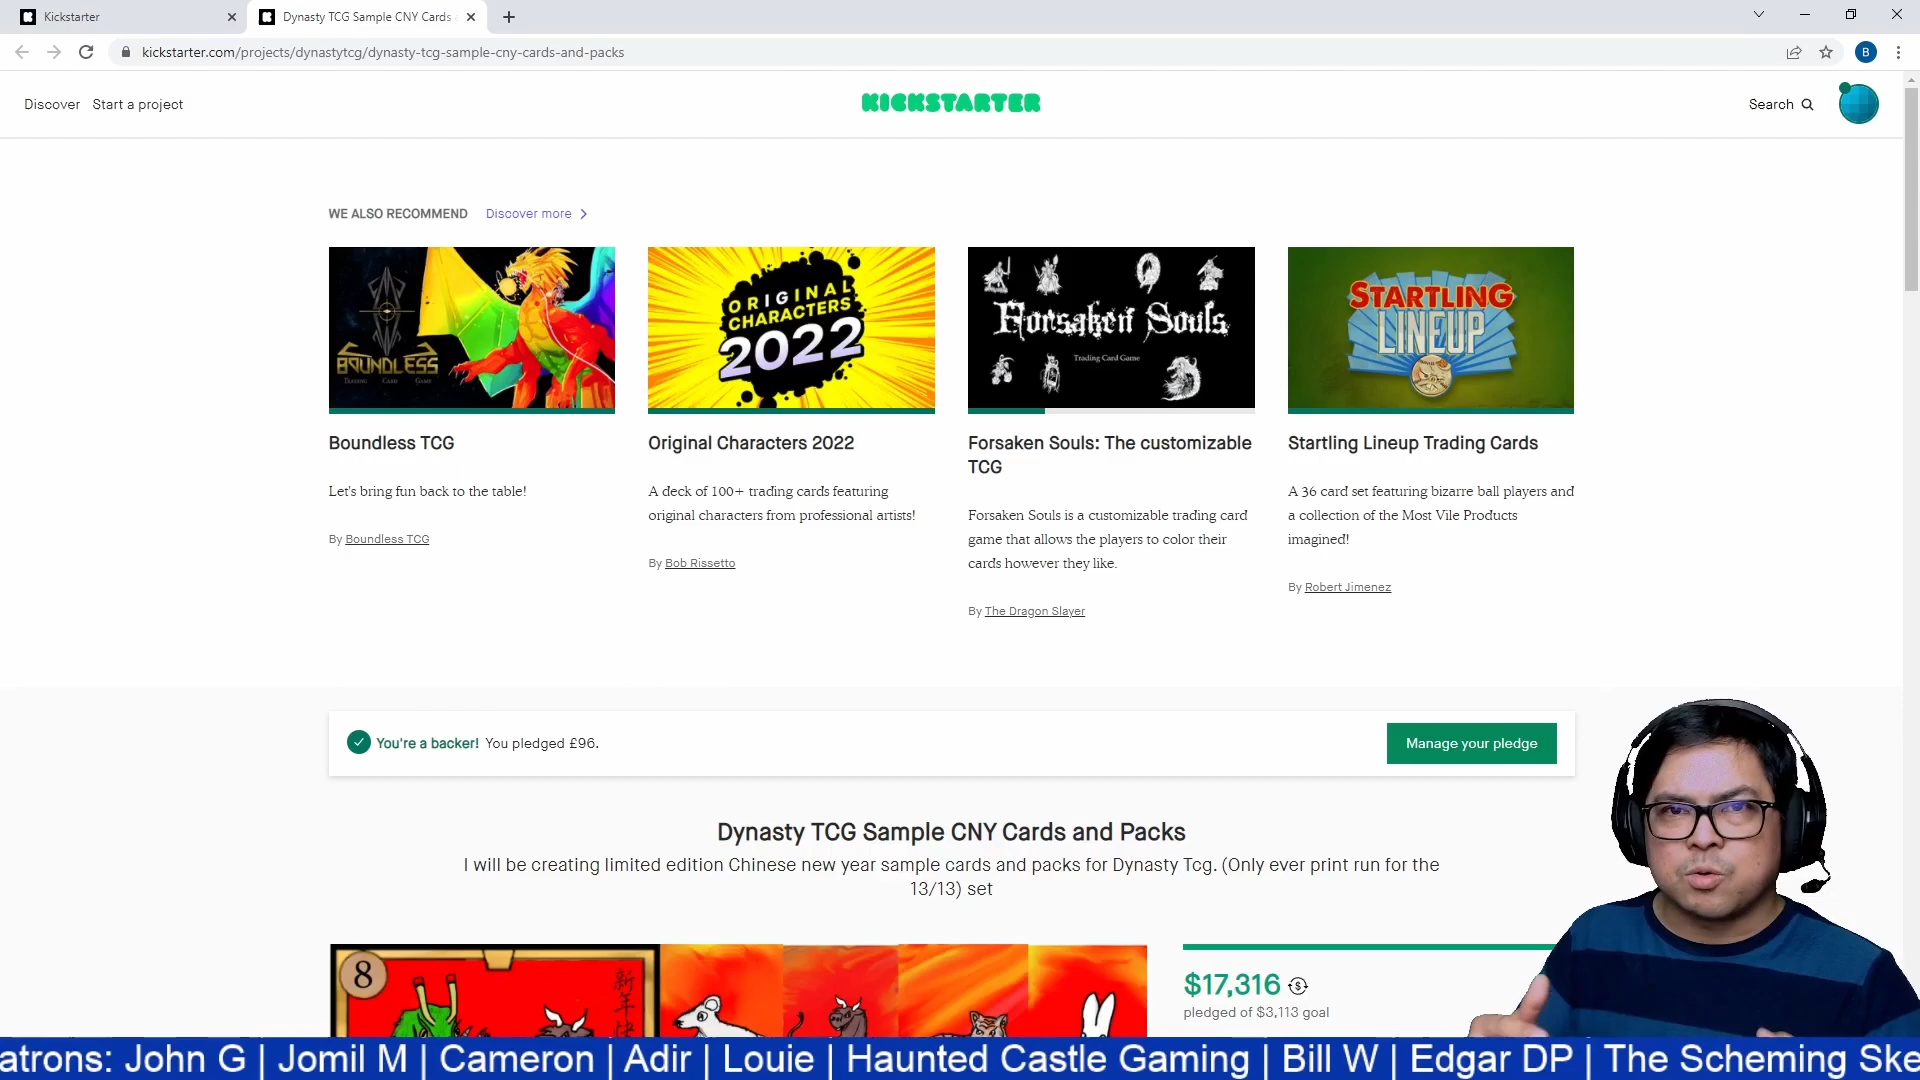 Kickstarter
Dynasty TCG Sample CNY Cards
kickstarter.com/projects/dynastytcg/dynasty-tcg-sample-cny-cards-and-packs
B
Discover Start a project
KICKSTARTER
Search
WE ALSO RECOMMEND Discover more
BOUNDLESS
TRADING CARD GAME
ORIGINAL
CHARACTERS
2022
Forsaken Souls
Trading Card Game
STARTLING
LINEUP
Boundless TCG
Let's bring fun back to the table!
By Boundless TCG
Original Characters 2022
A deck of 100+ trading cards featuring
original characters from professional artists!
By Bob Rissetto
Forsaken Souls: The customizable
TCG
Forsaken Souls is a customizable trading card
game that allows the players to color their
cards however they like.
By The Dragon Slayer
Startling Lineup Trading Cards
A 36 card set featuring bizarre ball players and
a collection of the Most Vile Products
imagined!
By Robert Jimenez
You're a backer! You pledged £96.
Manage your pledge
Dynasty TCG Sample CNY Cards and Packs
I will be creating limited edition Chinese new year sample cards and packs for Dynasty Tcg. (Only ever print run for the
13/13) set
8
新年快
$17,316
pledged of $3,113 goal
atrons: John G | Jomil M | Cameron | Adir | Louie | Haunted Castle Gaming | Bill W | Edgar DP | The Scheming Ske